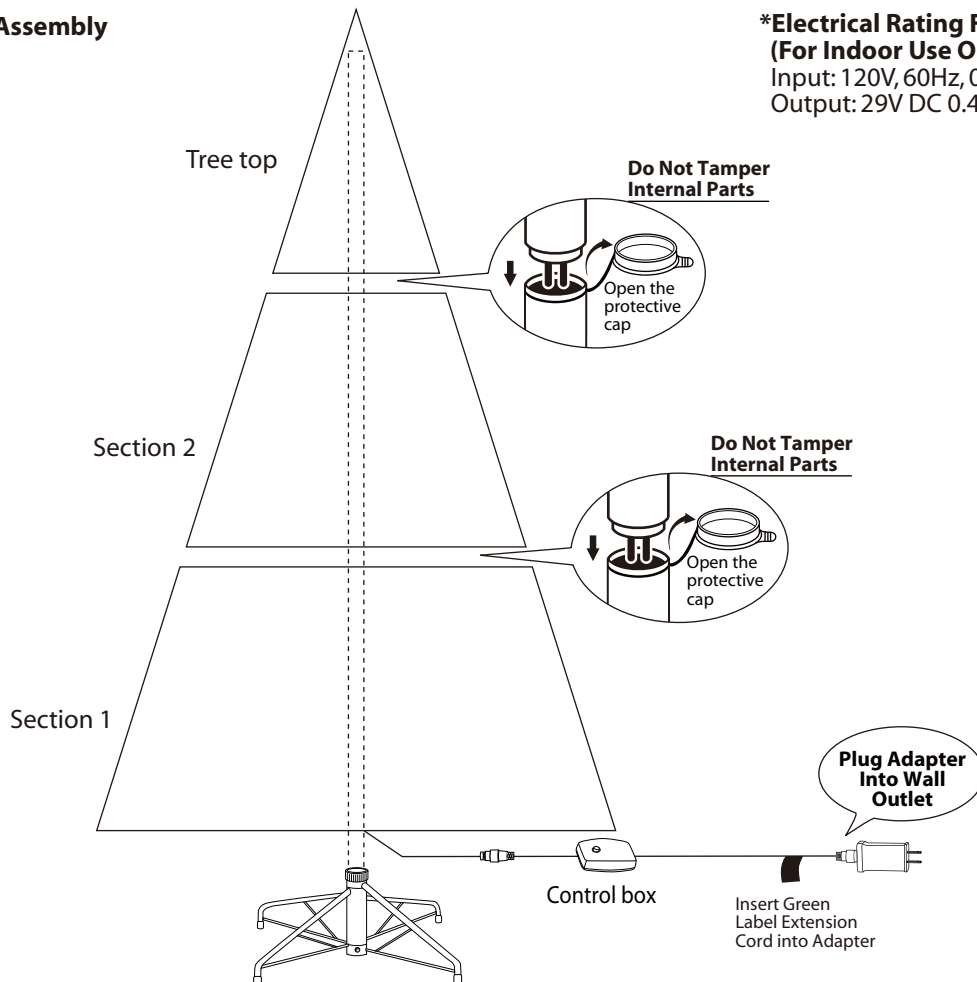 Assembly
*Electrical Rating
(For Indoor Use
Input: 120V, 60Hz,
Output: 29V DC
Tree top
Do Not Tamper
Internal Parts
Open the
protective
cap
Section 2
Do Not Tamper
Internal Parts
Open the
protective
cap
Section 1
Plug Adapter
Into Wall
Outlet
Control box
Insert Green
Label Extension
Cord into Adapter